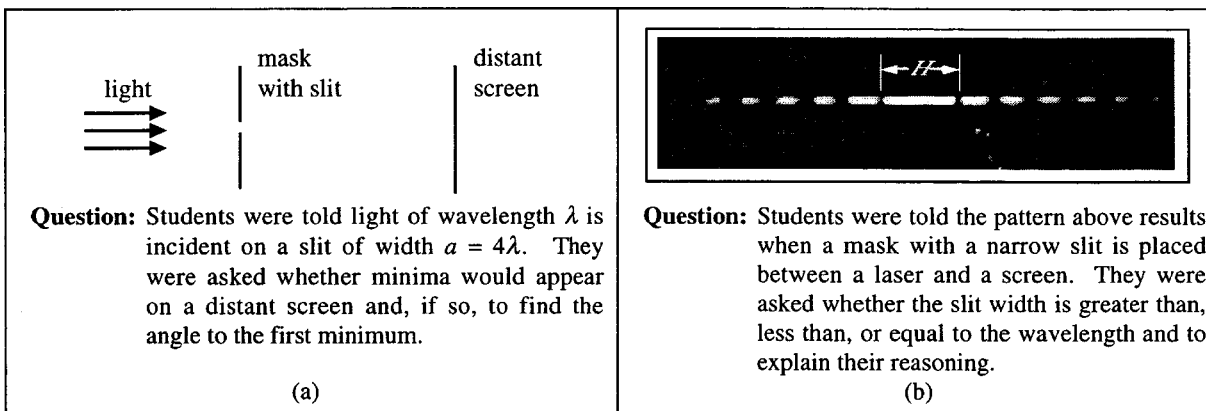 light
mask
with slit
distant
screen
Question: Students were told light of wavelength λ is
incident on a slit of width a = 4λ. They
were asked whether minima would appear
on a distant screen and, if so, to find the
angle to the first minimum.
(a)
H
Question: Students were told the pattern above results
when a mask with a narrow slit is placed
between a laser and a screen. They were
asked whether the slit width is greater than,
less than, or equal to the wavelength and to
explain their reasoning.
(b)